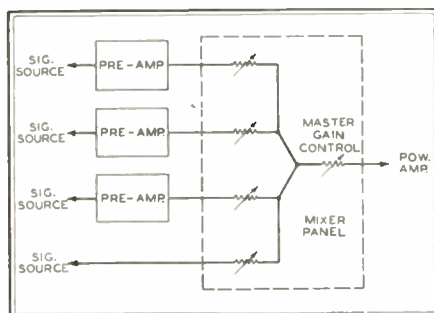 SIG.
SOURCE
PRE-AMP.
SIG.
SOURCE
PRE-AMP.
SIG.
SOURCE
PRE-AMP.
SIG.
SOURCE
MASTER
GAIN
CONTROL
POW.
AMP.
MIXER
PANEL